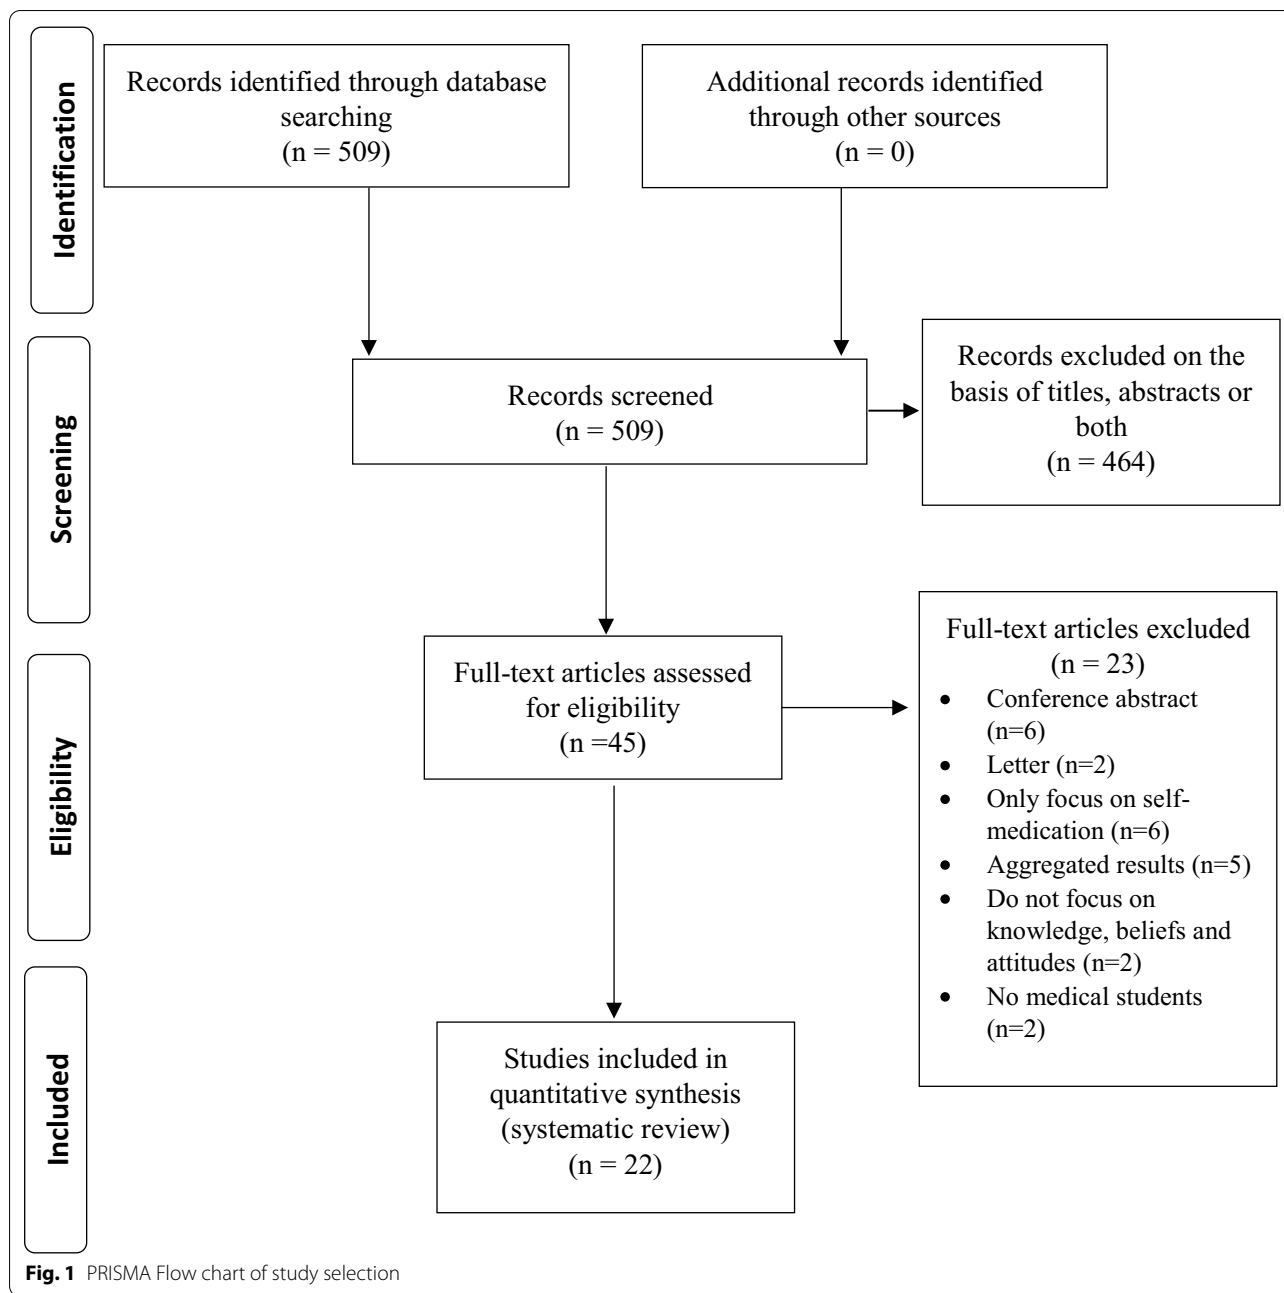 Identification
Records identified through database
searching
(n = 509)
Additional records identified
through other sources
(n = 0)
Screening
Records screened
(n = 509)
Records excluded on the
basis of titles, abstracts or
both
(n = 464)
Eligibility
Full-text articles assessed
for eligibility
(n =45)
Full-text articles excluded
(n = 23)
• Conference abstract
(n=6)
• Letter (n=2)
• Only focus on self-
medication (n=6)
• Aggregated results (n=5)
• Do not focus on
knowledge, beliefs and
attitudes (n=2)
• No medical students
(n=2)
Included
Studies included in
quantitative synthesis
(systematic review)
(n = 22)
Fig. 1 PRISMA Flow chart of study selection